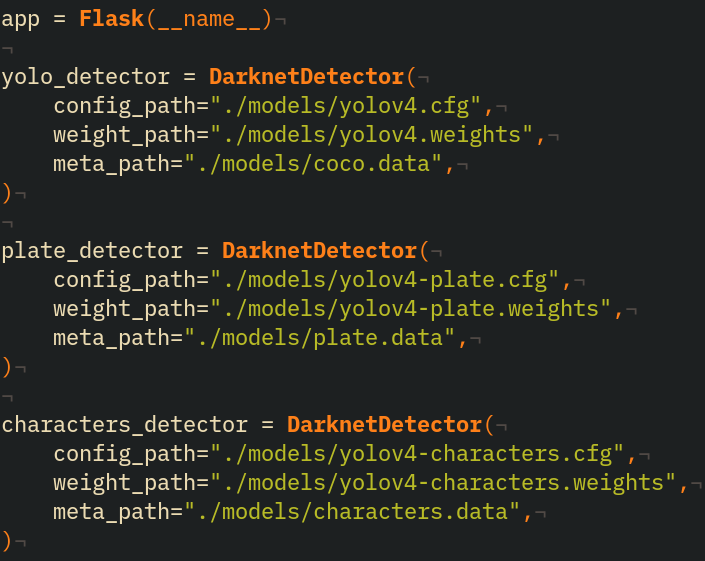 app = Flask(__name__)¬
¬
yolo_detector = DarknetDetector(¬
    config_path="./models/yolov4.cfg",¬
    weight_path="./models/yolov4.weights",¬
    meta_path="./models/coco.data",¬
)¬
¬
plate_detector = DarknetDetector(¬
    config_path="./models/yolov4-plate.cfg",¬
    weight_path="./models/yolov4-plate.weights",¬
    meta_path="./models/plate.data",¬
)¬
¬
characters_detector = DarknetDetector(¬
    config_path="./models/yolov4-characters.cfg",¬
    weight_path="./models/yolov4-characters.weights",¬
    meta_path="./models/characters.data",¬
)¬